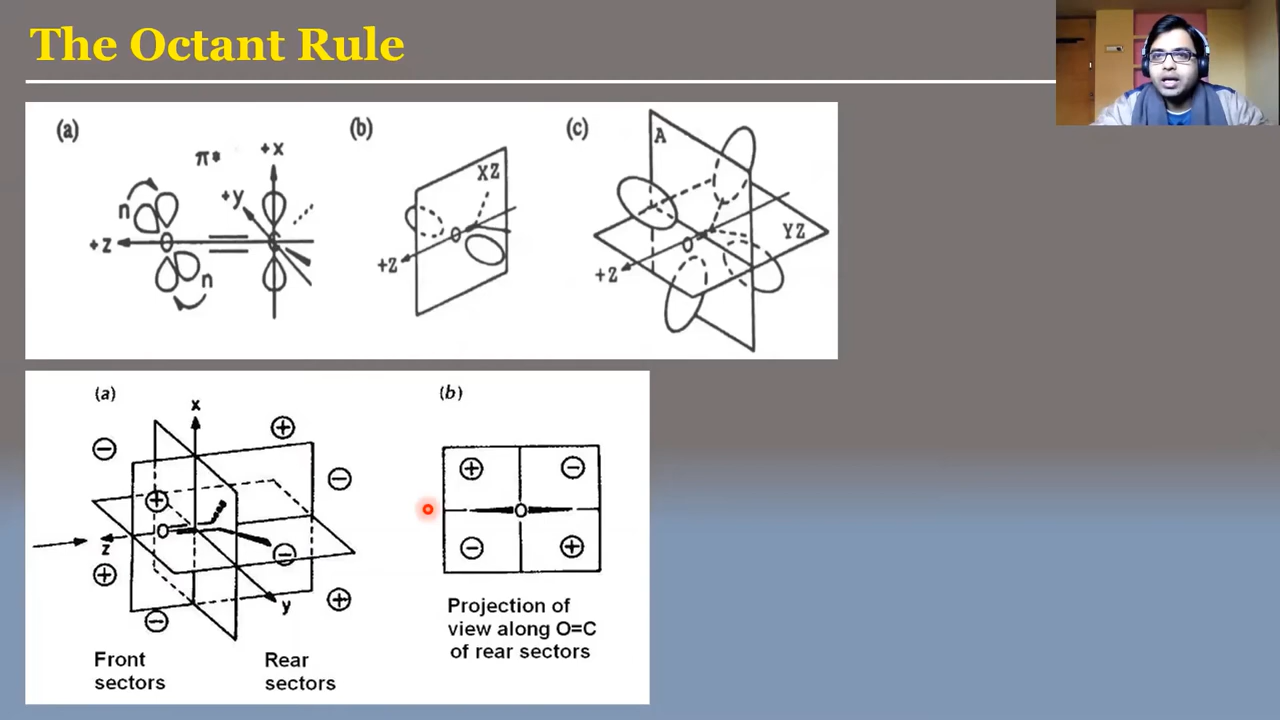 The Octant Rule
(a)
(b)
(c)
π*
+x
+y
n
+z
O
C
n
XZ
O
+Z
A
YZ
O
+Z
(a)
x
⊖
⊕
⊖
⊕
O
z
⊖
⊕
y
⊕
⊖
Front
sectors
Rear
sectors
(b)
⊕
⊖
O
⊖
⊕
Projection of
view along O=C
of rear sectors